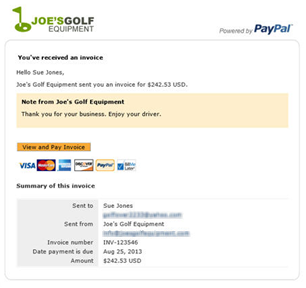 JOE'S GOLF
EQUIPMENT
Powered by PayPal
You've received an invoice
Hello Sue Jones,
Joe's Golf Equipment sent you an invoice for $242.53 USD.
Note from Joe's Golf Equipment
Thank you for your business. Enjoy your driver.
View and Pay Invoice
VISA DISCOVER PayPal
Summary of this invoice
Sent to Sue Jones
Sent from Joe's Golf Equipment
Invoice number INV-123546
Date payment is due Aug 25, 2013
Amount $242.53 USD